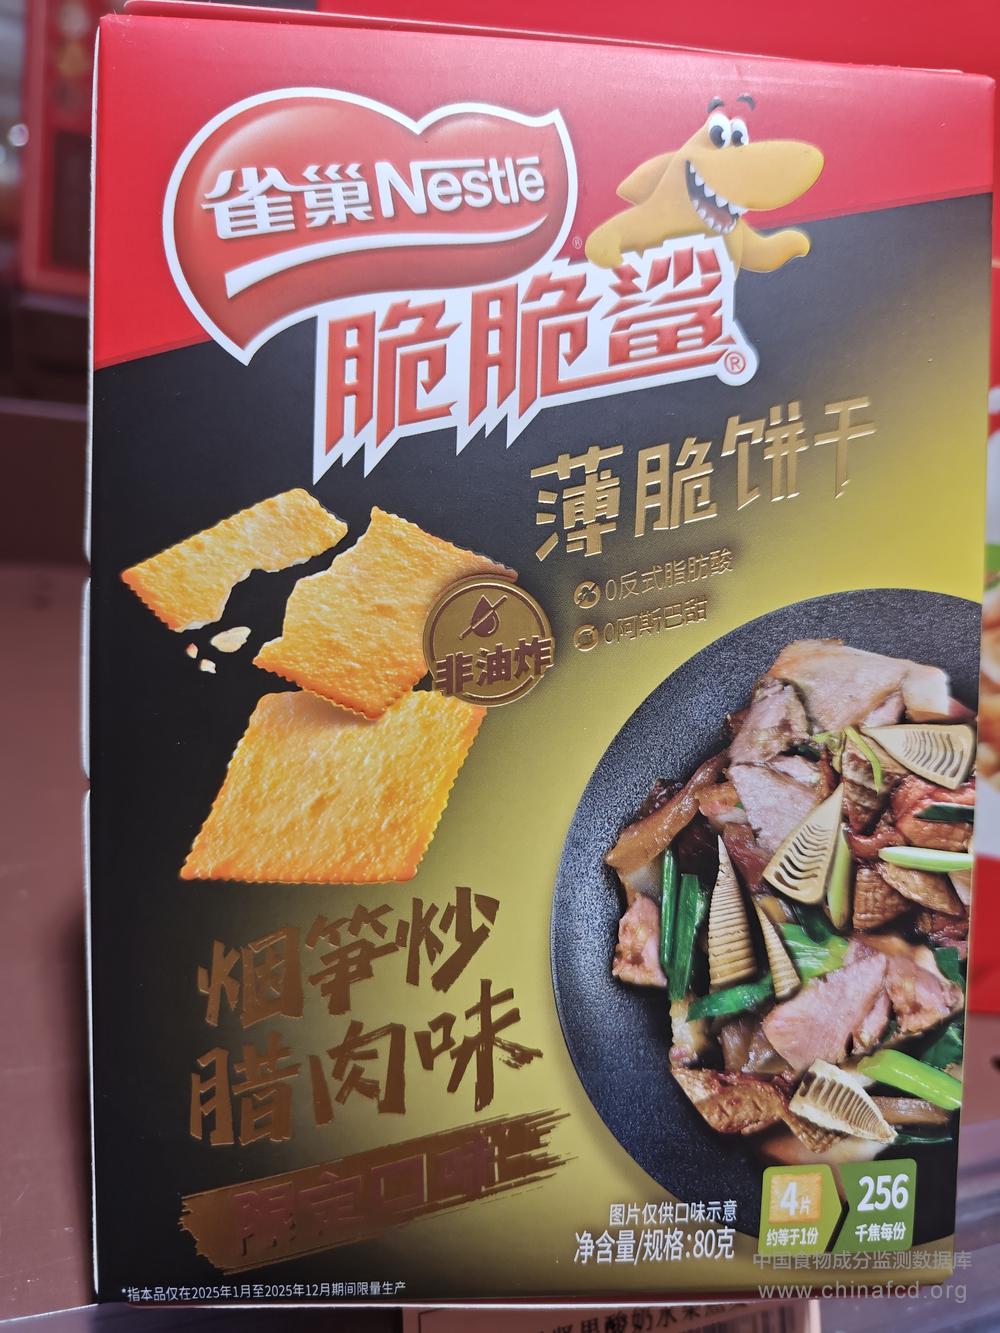 雀巢Nestlē
®
脆脆鲨®
薄脆饼干
0反式脂肪酸
0阿斯巴甜
非油炸
烟笋炒
腊肉味
限定口味
图片仅供口味示意
净含量/规格:80克
4片
约等于1份
256
千焦每份
*指本品仅在2025年1月至2025年12月期间限量生产
中国食物成分监测数据库
www.chinafcd.org